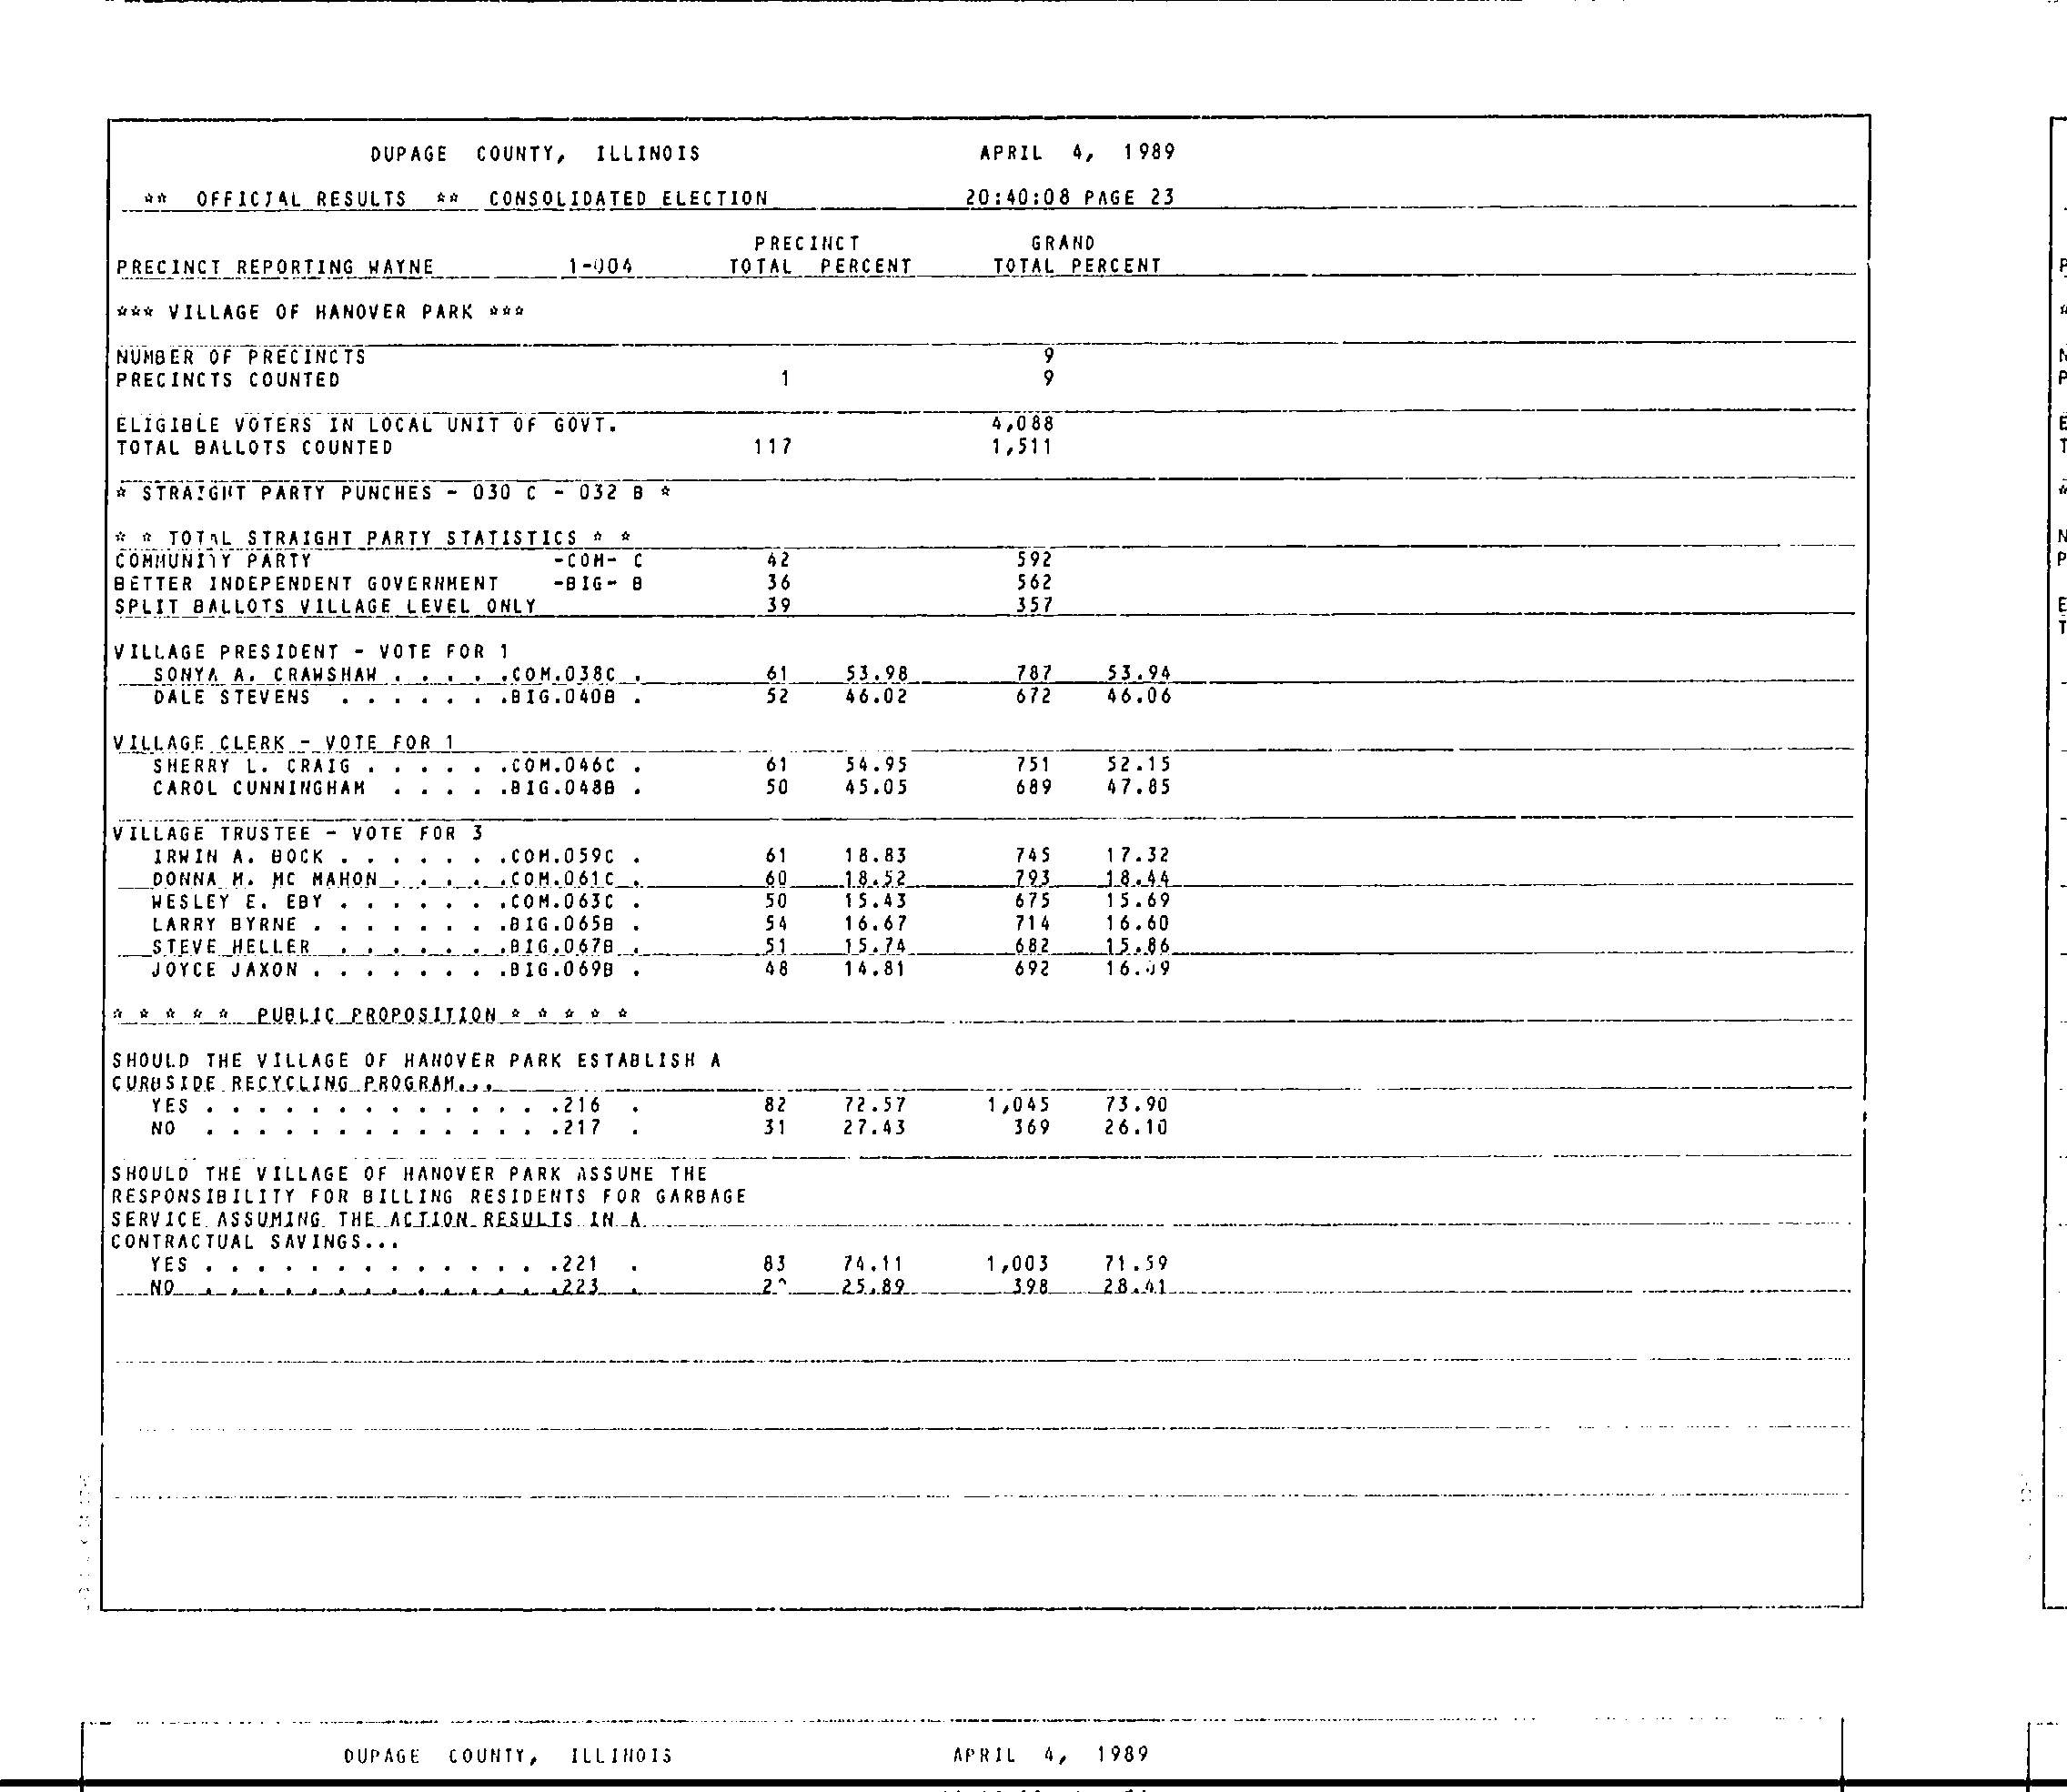 DUPAGE COUNTY, ILLINOIS APRIL 4, 1989
** OFFICIAL RESULTS ** CONSOLIDATED ELECTION 20:40:08 PAGE 23
PRECINCT GRAND
PRECINCT REPORTING WAYNE 1-004 TOTAL PERCENT TOTAL PERCENT
*** VILLAGE OF HANOVER PARK ***
NUMBER OF PRECINCTS 9
PRECINCTS COUNTED 1 9
ELIGIBLE VOTERS IN LOCAL UNIT OF GOVT. 4,088
TOTAL BALLOTS COUNTED 117 1,511
* STRAIGHT PARTY PUNCHES - 030 C - 032 B *
* * TOTAL STRAIGHT PARTY STATISTICS * *
COMMUNITY PARTY -COM- C 42 592
BETTER INDEPENDENT GOVERNMENT -BIG- B 36 562
SPLIT BALLOTS VILLAGE LEVEL ONLY 39 357
VILLAGE PRESIDENT - VOTE FOR 1
SONYA A. CRAWSHAW . . . . .COM.038C . 61 53.98 787 53.94
DALE STEVENS . . . . . . .BIG.040B . 52 46.02 672 46.06
VILLAGE CLERK - VOTE FOR 1
SHERRY L. CRAIG . . . . . .COM.046C . 61 54.95 751 52.15
CAROL CUNNINGHAM . . . . .BIG.048B . 50 45.05 689 47.85
VILLAGE TRUSTEE - VOTE FOR 3
IRWIN A. BOCK . . . . . . .COM.059C . 61 18.83 745 17.32
DONNA M. MC MAHON . . . . .COM.061C . 60 18.52 793 18.44
WESLEY E. EBY . . . . . . .COM.063C . 50 15.43 675 15.69
LARRY BYRNE . . . . . . . .BIG.065B . 54 16.67 714 16.60
STEVE HELLER . . . . . . .BIG.067B . 51 15.74 682 15.86
JOYCE JAXON . . . . . . . .BIG.069B . 48 14.81 692 16.09
* * * * * PUBLIC PROPOSITION * * * * *
SHOULD THE VILLAGE OF HANOVER PARK ESTABLISH A
CURBSIDE RECYCLING PROGRAM...
YES . . . . . . . . . . . . . .216 . 82 72.57 1,045 73.90
NO . . . . . . . . . . . . . .217 . 31 27.43 369 26.10
SHOULD THE VILLAGE OF HANOVER PARK ASSUME THE
RESPONSIBILITY FOR BILLING RESIDENTS FOR GARBAGE
SERVICE ASSUMING THE ACTION RESULTS IN A
CONTRACTUAL SAVINGS...
YES . . . . . . . . . . . . . .221 . 83 74.11 1,003 71.59
NO . . . . . . . . . . . . . .223 . 25.89 398 28.41
DUPAGE COUNTY, ILLINOIS APRIL 4, 1989